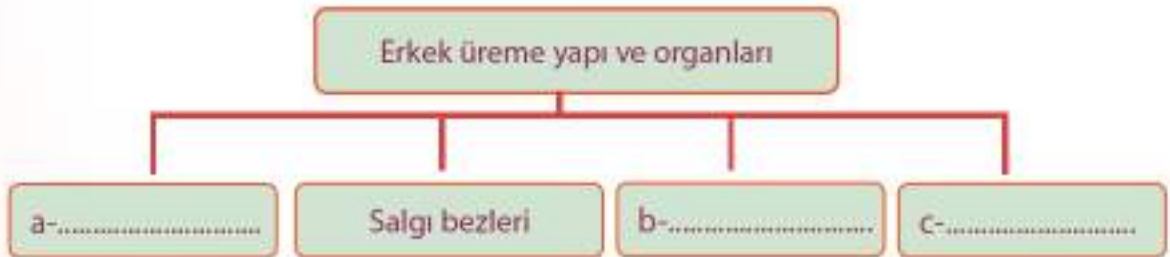 Erkek üreme yapı ve organları
a-..............................
Salgı bezleri
b-..............................
c-..............................